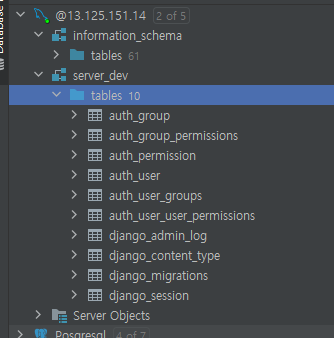 Database
@13.125.151.14 2 of 5
information_schema
tables 61
server_dev
tables 10
auth_group
auth_group_permissions
auth_permission
auth_user
auth_user_groups
auth_user_user_permissions
django_admin_log
django_content_type
django_migrations
django_session
Server Objects
Posgresql 4 of 7